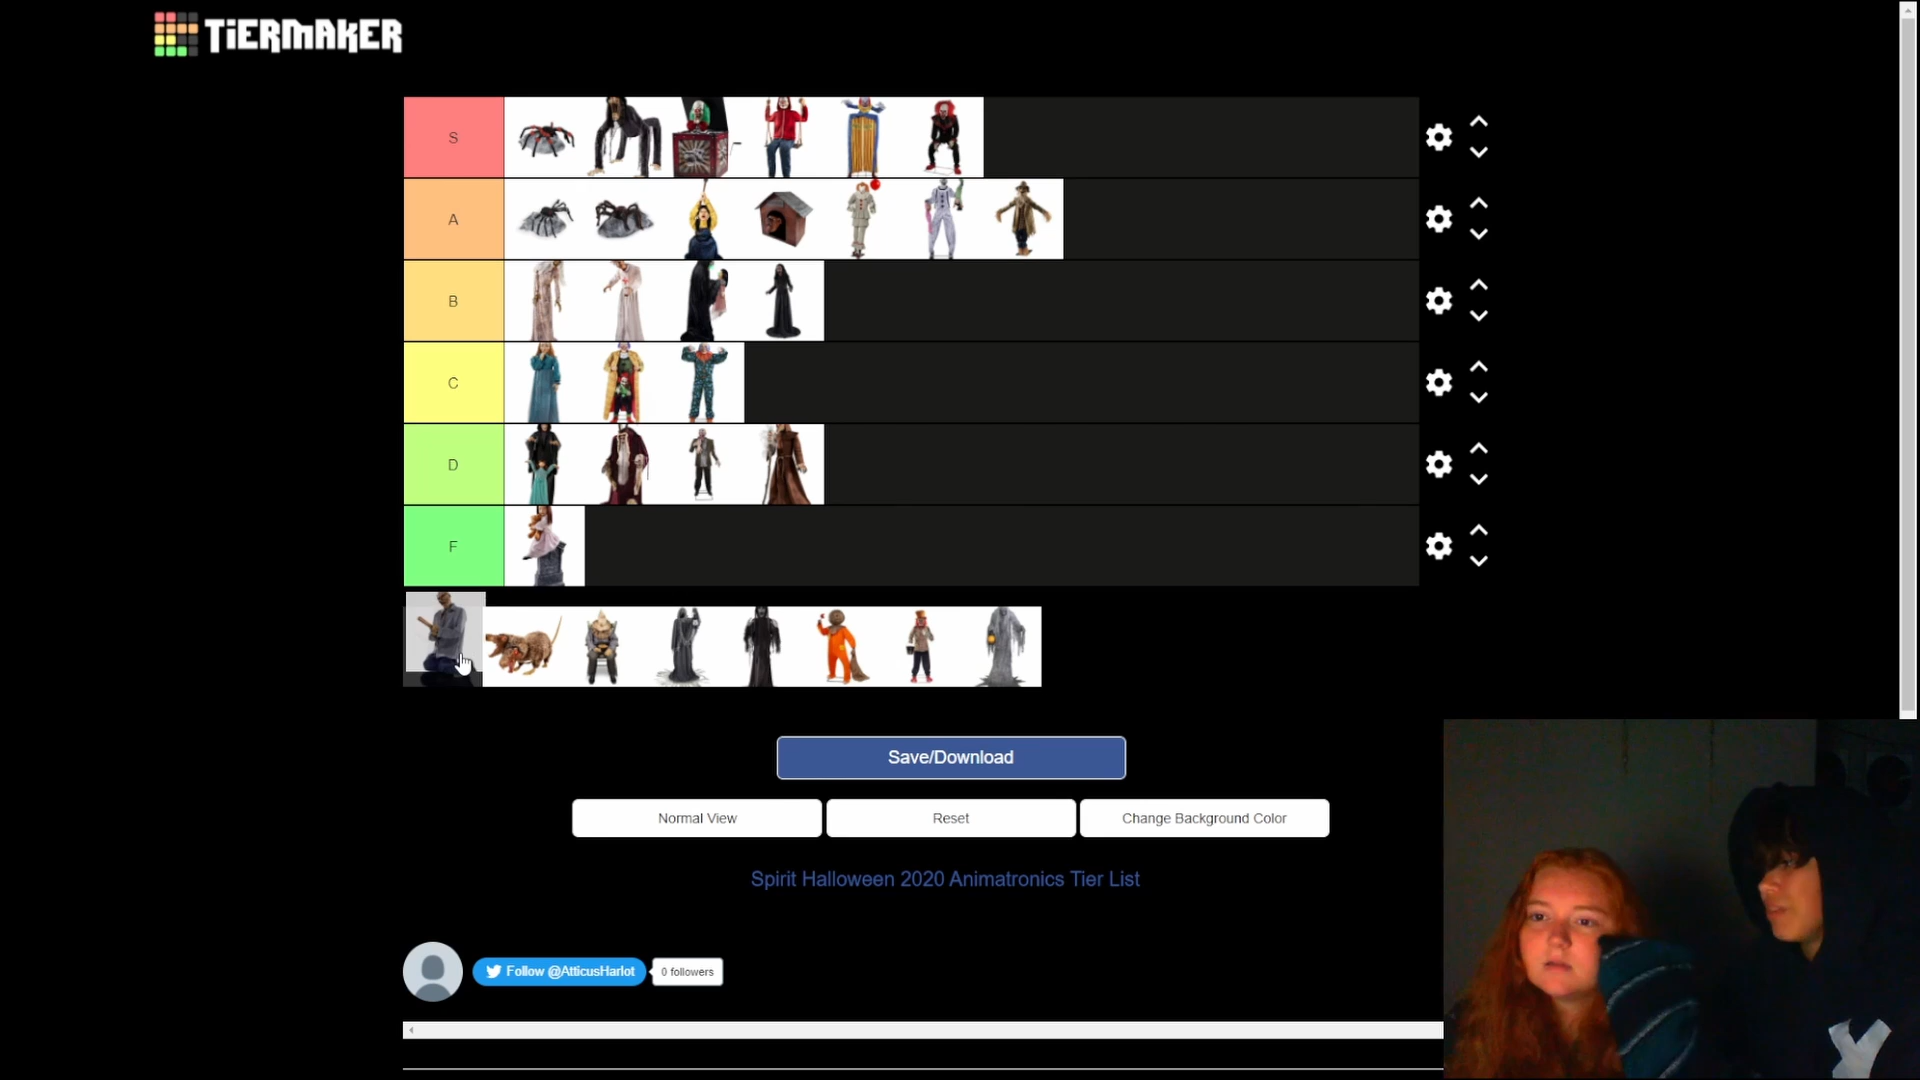 TiERMAKER
S
A
B
C
D
F
Save/Download
Normal View
Reset
Change Background Color
Spirit Halloween 2020 Animatronics Tier List
Follow @AtticusHarlot
0 followers